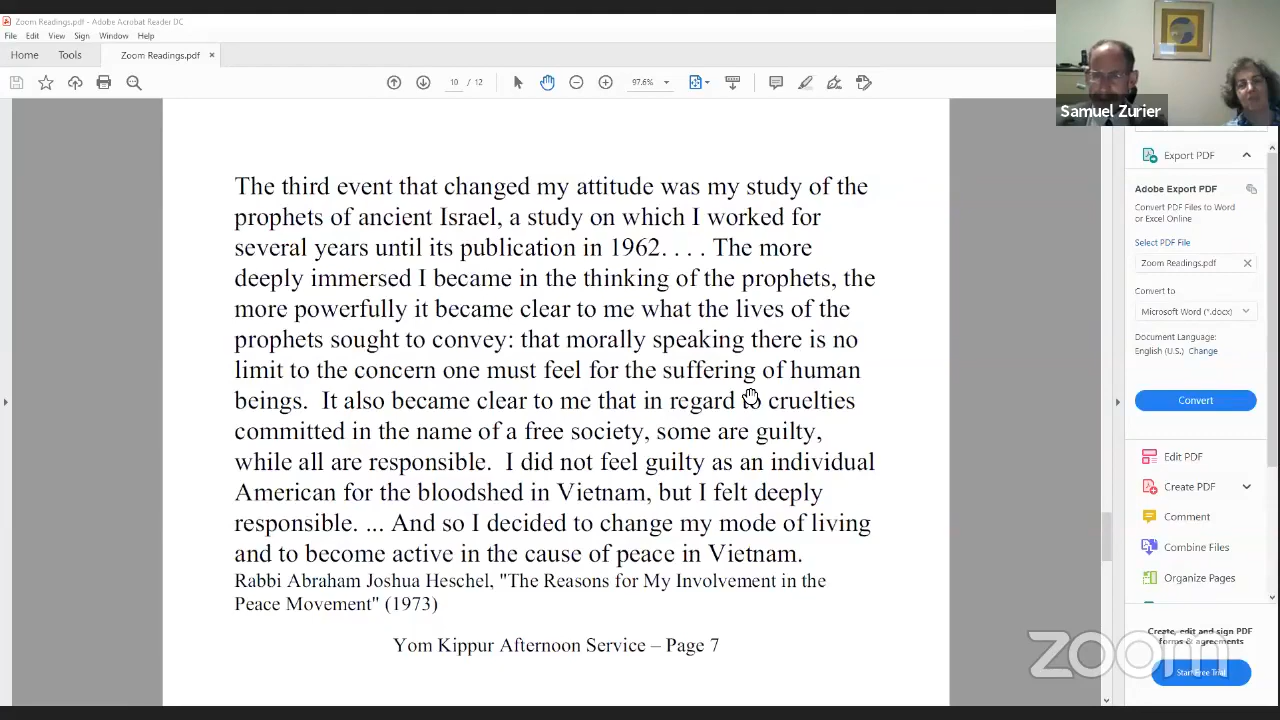 Zoom Readings.pdf - Adobe Acrobat Reader DC
File Edit View Sign Window Help
Home Tools Zoom Readings.pdf ×
10 / 12 97.6%
Samuel Zurier
The third event that changed my attitude was my study of the
prophets of ancient Israel, a study on which I worked for
several years until its publication in 1962. . . . The more
deeply immersed I became in the thinking of the prophets, the
more powerfully it became clear to me what the lives of the
prophets sought to convey: that morally speaking there is no
limit to the concern one must feel for the suffering of human
beings. It also became clear to me that in regard to cruelties
committed in the name of a free society, some are guilty,
while all are responsible. I did not feel guilty as an individual
American for the bloodshed in Vietnam, but I felt deeply
responsible. ... And so I decided to change my mode of living
and to become active in the cause of peace in Vietnam.
Rabbi Abraham Joshua Heschel, "The Reasons for My Involvement in the
Peace Movement" (1973)
Yom Kippur Afternoon Service – Page 7
Export PDF
Adobe Export PDF
Convert PDF Files to Word
or Excel Online
Select PDF File
Zoom Readings.pdf
Convert to
Microsoft Word (*.docx)
Document Language:
English (U.S.) Change
Convert
Edit PDF
Create PDF
Comment
Combine Files
Organize Pages
Create, edit and sign PDF
forms & agreements
Start Free Trial
zoom